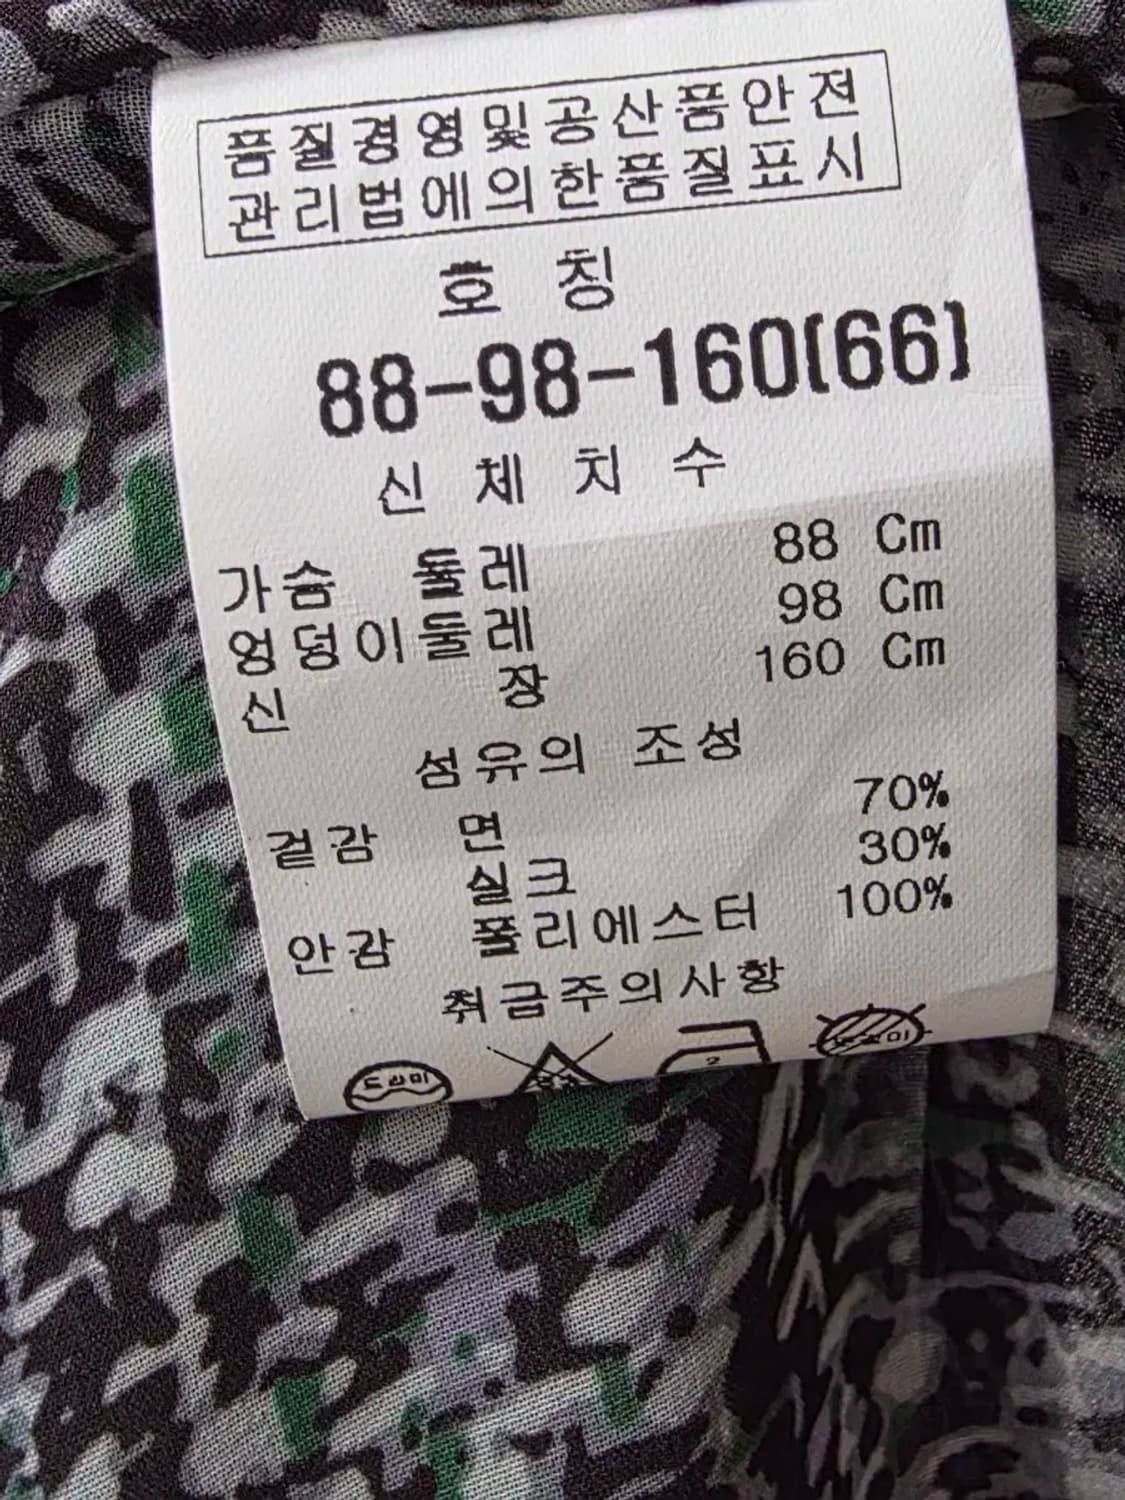 품질경영및공산품안전
관리법에의한품질표시
호 칭
88-98-160(66)
신 체 치 수
가슴 둘레 88 Cm
엉덩이둘레 98 Cm
신 장 160 Cm
섬유의 조성
겉감 면 70%
실크 30%
안감 폴리에스터 100%
취급주의사항
드라이
2